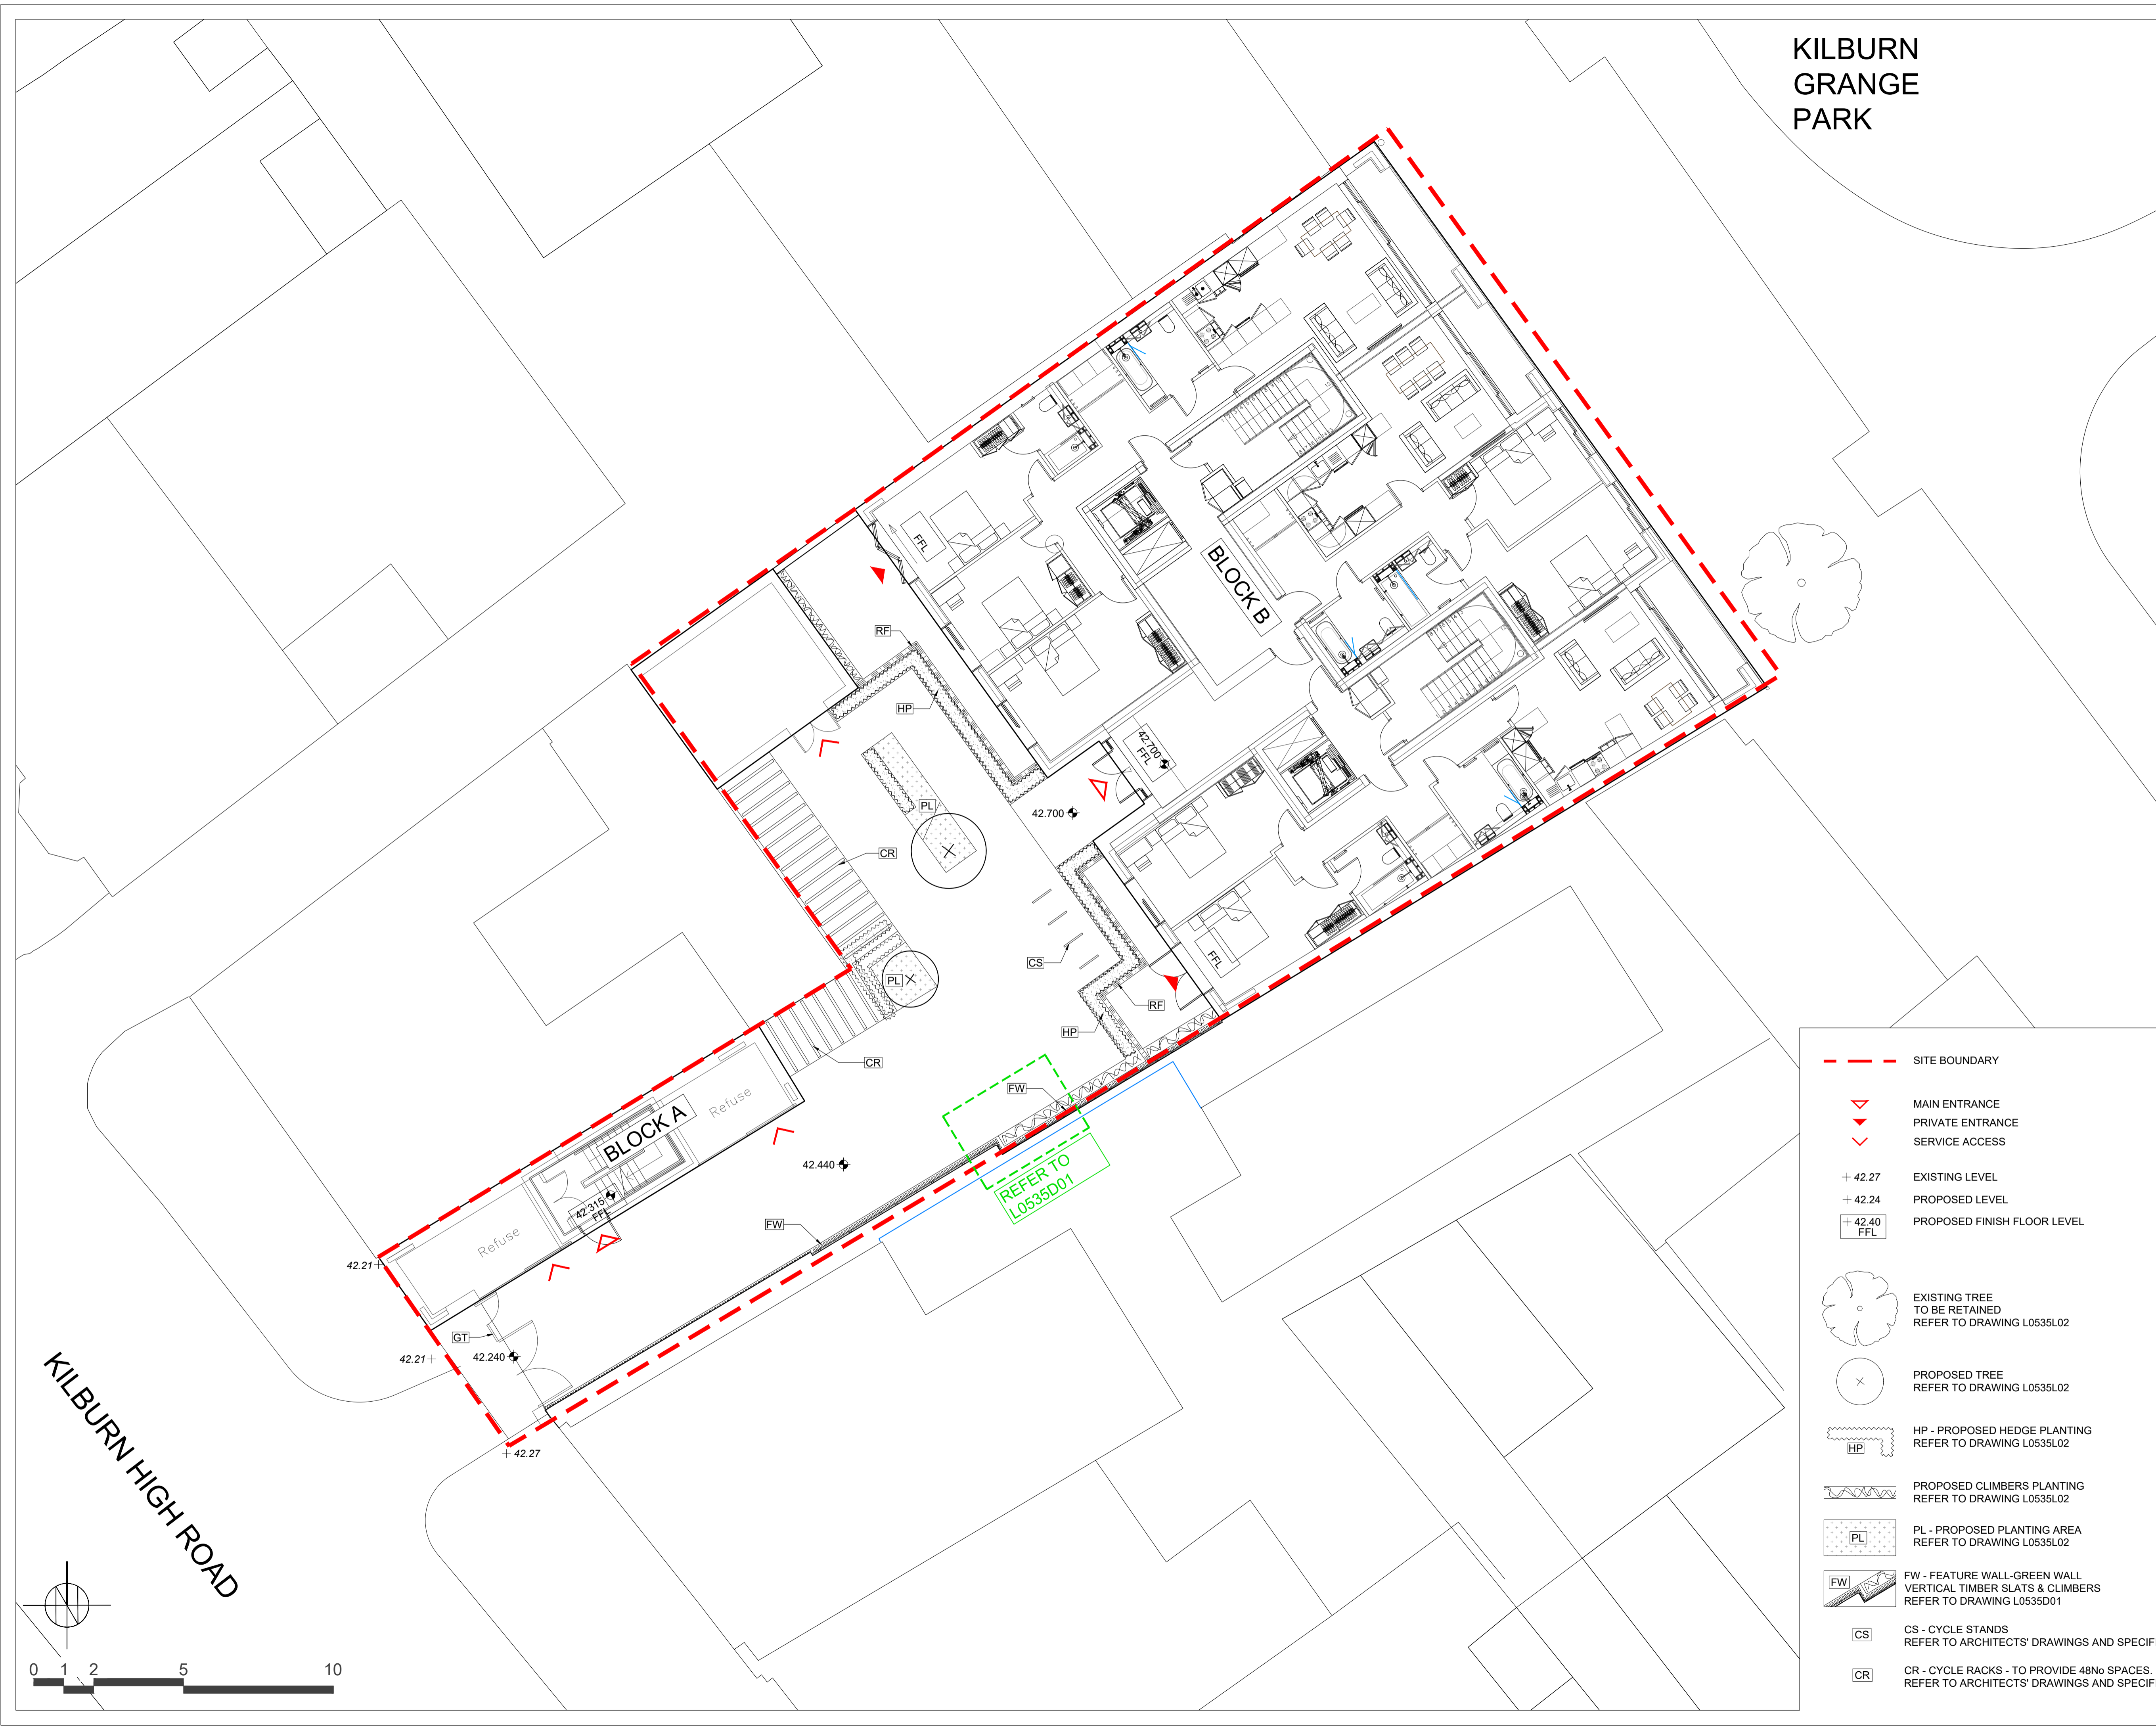 KILBURN
GRANGE
PARK
FFL
BLOCK B
RF
HP
42.700
FFL
PL
42.700
CR
CS
PL
RF
HP
CR
FFL
FW
Refuse
BLOCK A
42.440
REFER TO
L0535D01
42.315
FFL
FW
Refuse
42.21
GT
42.21
42.240
42.27
KILBURN HIGH ROAD
N
0 1 2 5 10
SITE BOUNDARY
MAIN ENTRANCE
PRIVATE ENTRANCE
SERVICE ACCESS
42.27 EXISTING LEVEL
42.24 PROPOSED LEVEL
42.40
FFL
PROPOSED FINISH FLOOR LEVEL
EXISTING TREE
TO BE RETAINED
REFER TO DRAWING L0535L02
PROPOSED TREE
REFER TO DRAWING L0535L02
HP
HP - PROPOSED HEDGE PLANTING
REFER TO DRAWING L0535L02
PROPOSED CLIMBERS PLANTING
REFER TO DRAWING L0535L02
PL
PL - PROPOSED PLANTING AREA
REFER TO DRAWING L0535L02
FW
FW - FEATURE WALL-GREEN WALL
VERTICAL TIMBER SLATS & CLIMBERS
REFER TO DRAWING L0535D01
CS
CS - CYCLE STANDS
REFER TO ARCHITECTS' DRAWINGS AND SPECIF
CR
CR - CYCLE RACKS - TO PROVIDE 48No SPACES.
REFER TO ARCHITECTS' DRAWINGS AND SPECIF